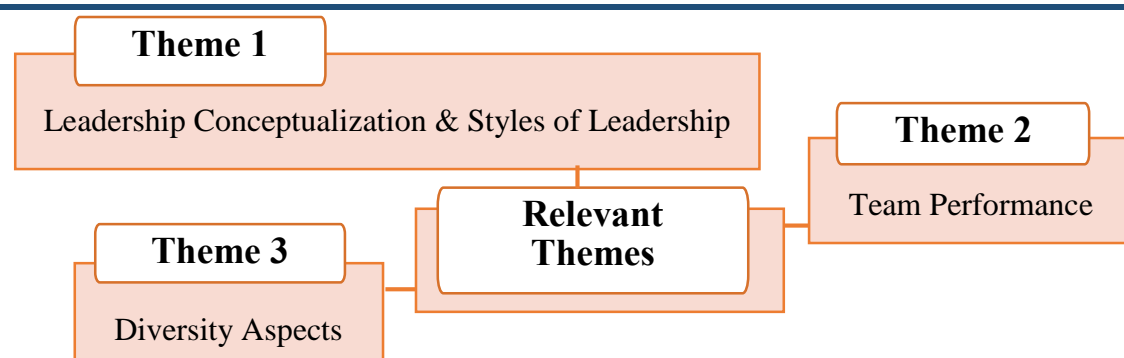 Theme 1
Leadership Conceptualization & Styles of Leadership
Theme 2
Team Performance
Relevant
Themes
Theme 3
Diversity Aspects